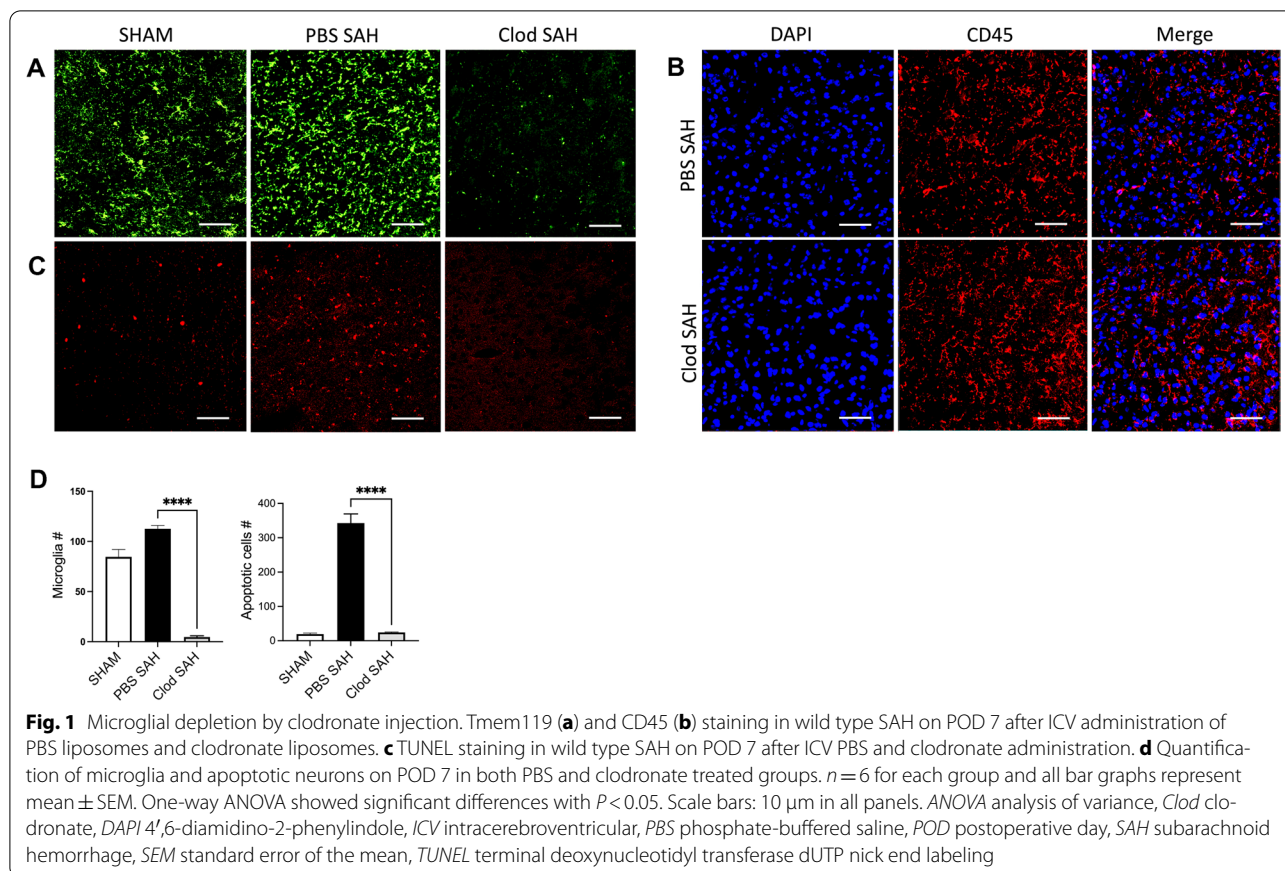 SHAM PBS SAH Clod SAH
A
C
DAPI CD45 Merge
B
PBS SAH
Clod SAH
D
Microglia #
150
100
50
0
****
SHAM
PBS SAH
Clod SAH
Apoptotic cells #
400
300
200
100
0
****
SHAM
PBS SAH
Clod SAH
Fig. 1 Microglial depletion by clodronate injection. Tmem119 (a) and CD45 (b) staining in wild type SAH on POD 7 after ICV administration of
PBS liposomes and clodronate liposomes. c TUNEL staining in wild type SAH on POD 7 after ICV PBS and clodronate administration. d Quantifica-
tion of microglia and apoptotic neurons on POD 7 in both PBS and clodronate treated groups. n = 6 for each group and all bar graphs represent
mean ± SEM. One-way ANOVA showed significant differences with P < 0.05. Scale bars: 10 μm in all panels. ANOVA analysis of variance, Clod clo-
dronate, DAPI 4′,6-diamidino-2-phenylindole, ICV intracerebroventricular, PBS phosphate-buffered saline, POD postoperative day, SAH subarachnoid
hemorrhage, SEM standard error of the mean, TUNEL terminal deoxynucleotidyl transferase dUTP nick end labeling